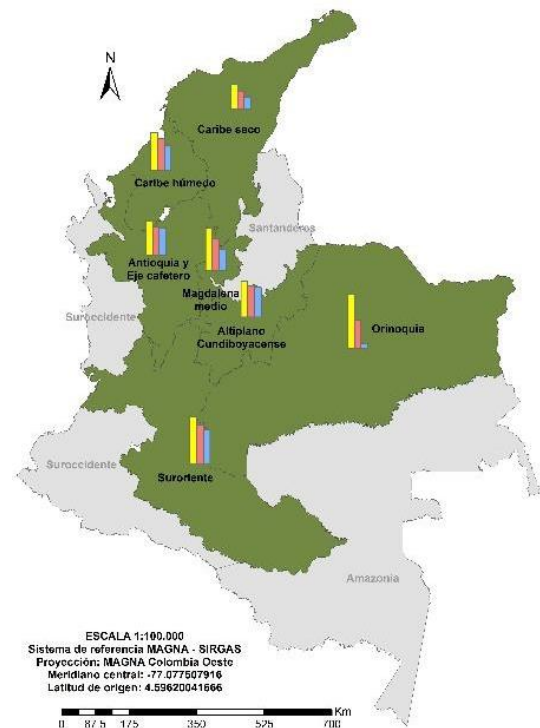 N
Caribe seco
Caribe húmedo
Santanderes
Antioquia y
Eje cafetero
Magdalena
medio
Suroccidente
Altiplano
Cundiboyacense
Orinoquia
Suroccidente
Suroriente
Amazonia
ESCALA 1:100.000
Sistema de referencia MAGNA - SIRGAS
Proyección: MAGNA Colombia Oeste
Meridiano central: -77.077507916
Latitud de origen: 4.59620041666
Km
0 87.5 175 350 525 700